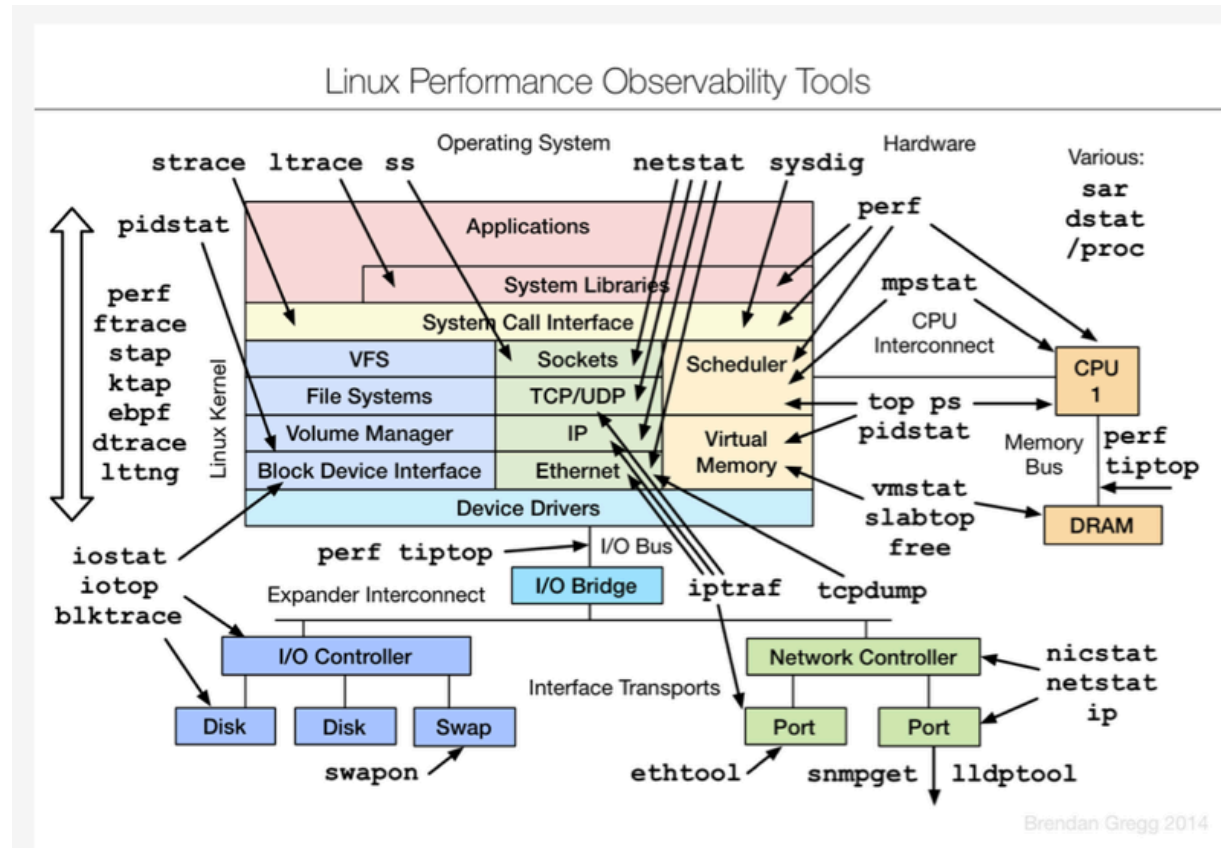 Linux Performance Observability Tools
Operating System
Hardware
Various:
strace ltrace ss
netstat sysdig
sar
dstat
/proc
pidstat
perf
Applications
System Libraries
System Call Interface
mpstat
CPU
Interconnect
perf
ftrace
stap
ktap
ebpf
dtrace
lttng
Linux Kernel
VFS
Sockets
Scheduler
File Systems
TCP/UDP
Volume Manager
IP
Virtual
Memory
Block Device Interface
Ethernet
Device Drivers
CPU
1
top ps
pidstat
Memory
Bus
perf
tiptop
vmstat
slabtop
free
DRAM
iostat
iotop
blktrace
perf tiptop
I/O Bus
I/O Bridge
iptraf
tcpdump
Expander Interconnect
I/O Controller
Network Controller
nicstat
netstat
ip
Interface Transports
Disk
Disk
Swap
Port
Port
swapon
ethtool
snmpget
lldptool
Brendan Gregg 2014